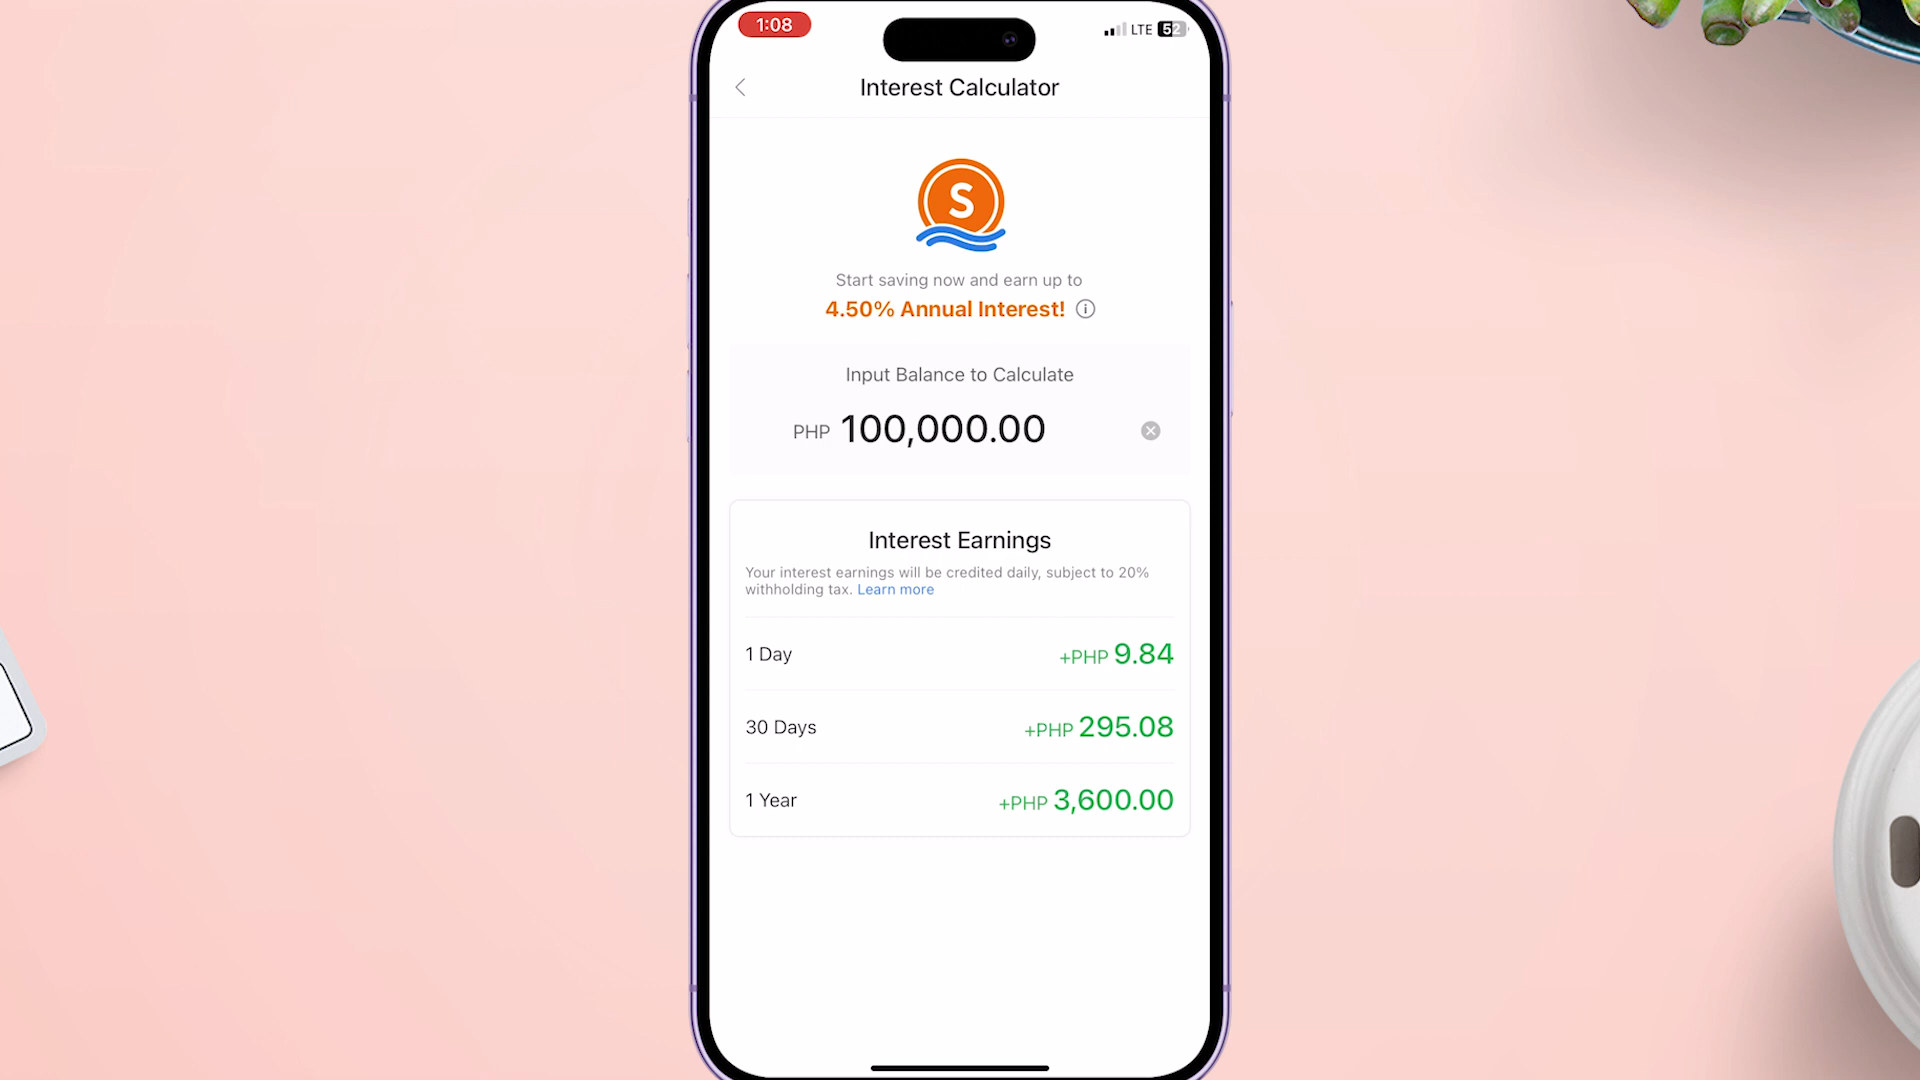 1:08
LTE 52
Interest Calculator
S
Start saving now and earn up to
4.50% Annual Interest!
Input Balance to Calculate
PHP 100,000.00
Interest Earnings
Your interest earnings will be credited daily, subject to 20%
withholding tax. Learn more
1 Day +PHP 9.84
30 Days +PHP 295.08
1 Year +PHP 3,600.00